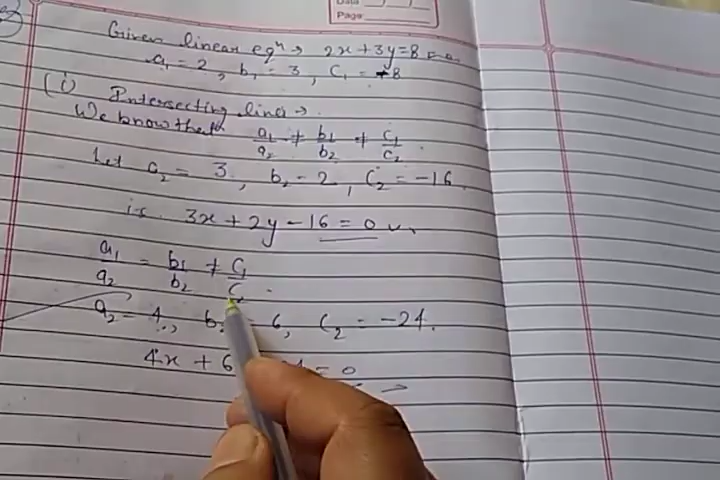 Date
Page:
Given linear eqⁿ → 2x + 3y = 8
a₁ = 2, b₁ = 3, C₁ = -8
(i) Intersecting lines →
We know that a₁/a₂ ≠ b₁/b₂ ≠ C₁/C₂.
Let a₂ = 3, b₂ = 2, C₂ = -16.
i.e. 3x + 2y - 16 = 0
a₁/a₂ = b₁/b₂ ≠ C₁/C₂.
a₂ = 4, b₂ = 6, C₂ = -24.
4x + 6 = 0